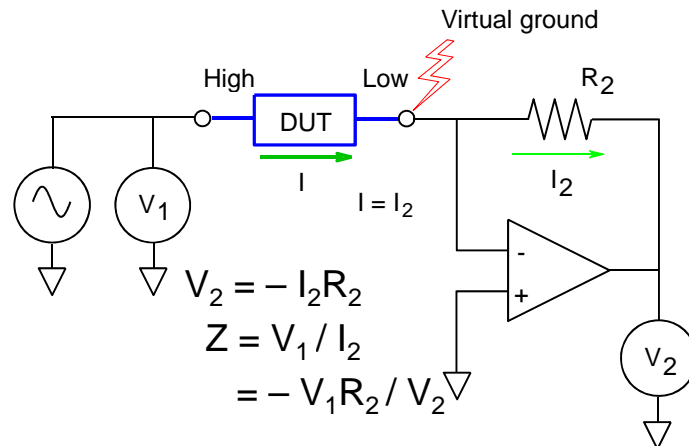 Virtual ground
High
Low
R₂
DUT
V₁
I
I = I₂
I₂
-
+
V₂ = – I₂R₂
Z = V₁ / I₂
= – V₁R₂ / V₂
V₂